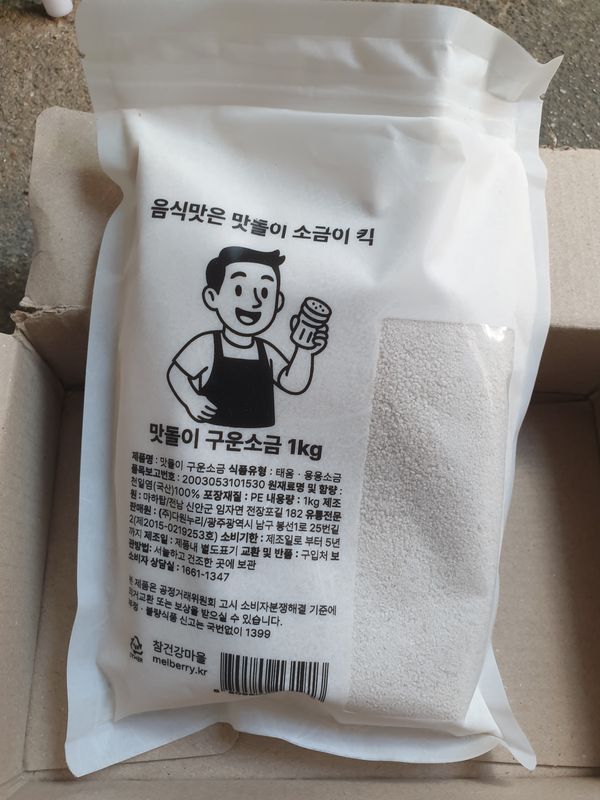 음식맛은 맛돌이 소금이 킥
맛돌이 구운소금 1kg
제품명 : 맛돌이 구운소금 식품유형 : 태움 · 용융소금
품목보고번호 : 2003053101530 원재료명 및 함량 :
천일염(국산)100% 포장재질 : PE 내용량 : 1kg 제조
원 : 마하탑/전남 신안군 임자면 전장포길 182 유통전문
판매원 : (주)다원누리/광주광역시 남구 봉선1로 25번길
2(제2015-0219253호) 소비기한 : 제조일로 부터 5년
까지 제조일 : 제품내 별도표기 교환 및 반품 : 구입처 보
관방법: 서늘하고 건조한 곳에 보관
소비자 상담실 : 1661-1347
본 제품은 공정거래위원회 고시 소비자분쟁해결 기준에
의거교환 또는 보상을 받으실 수 있습니다.
부정 · 불량식품 신고는 국번없이 1399
참건강마을
melberry.kr